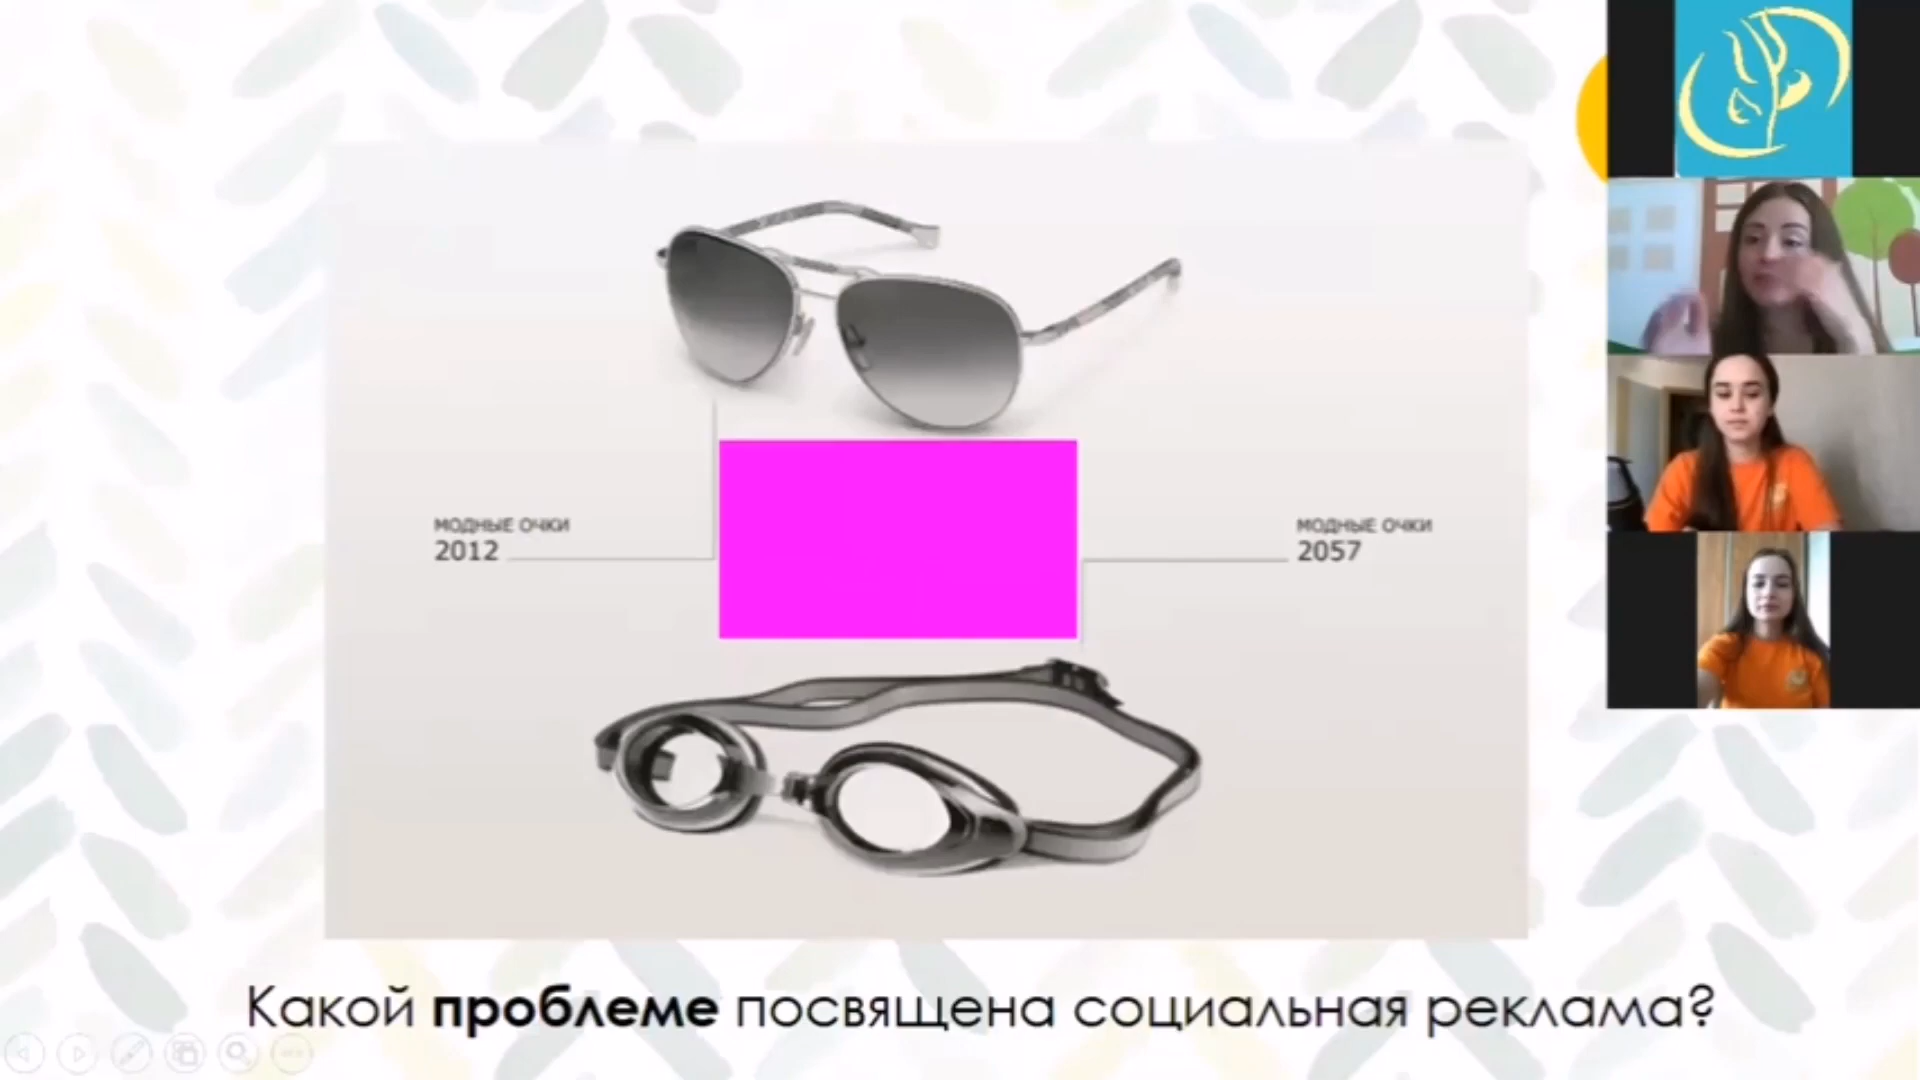 МОДНЫЕ ОЧКИ
2012
МОДНЫЕ ОЧКИ
2057
Какой проблеме посвящена социальная реклама?